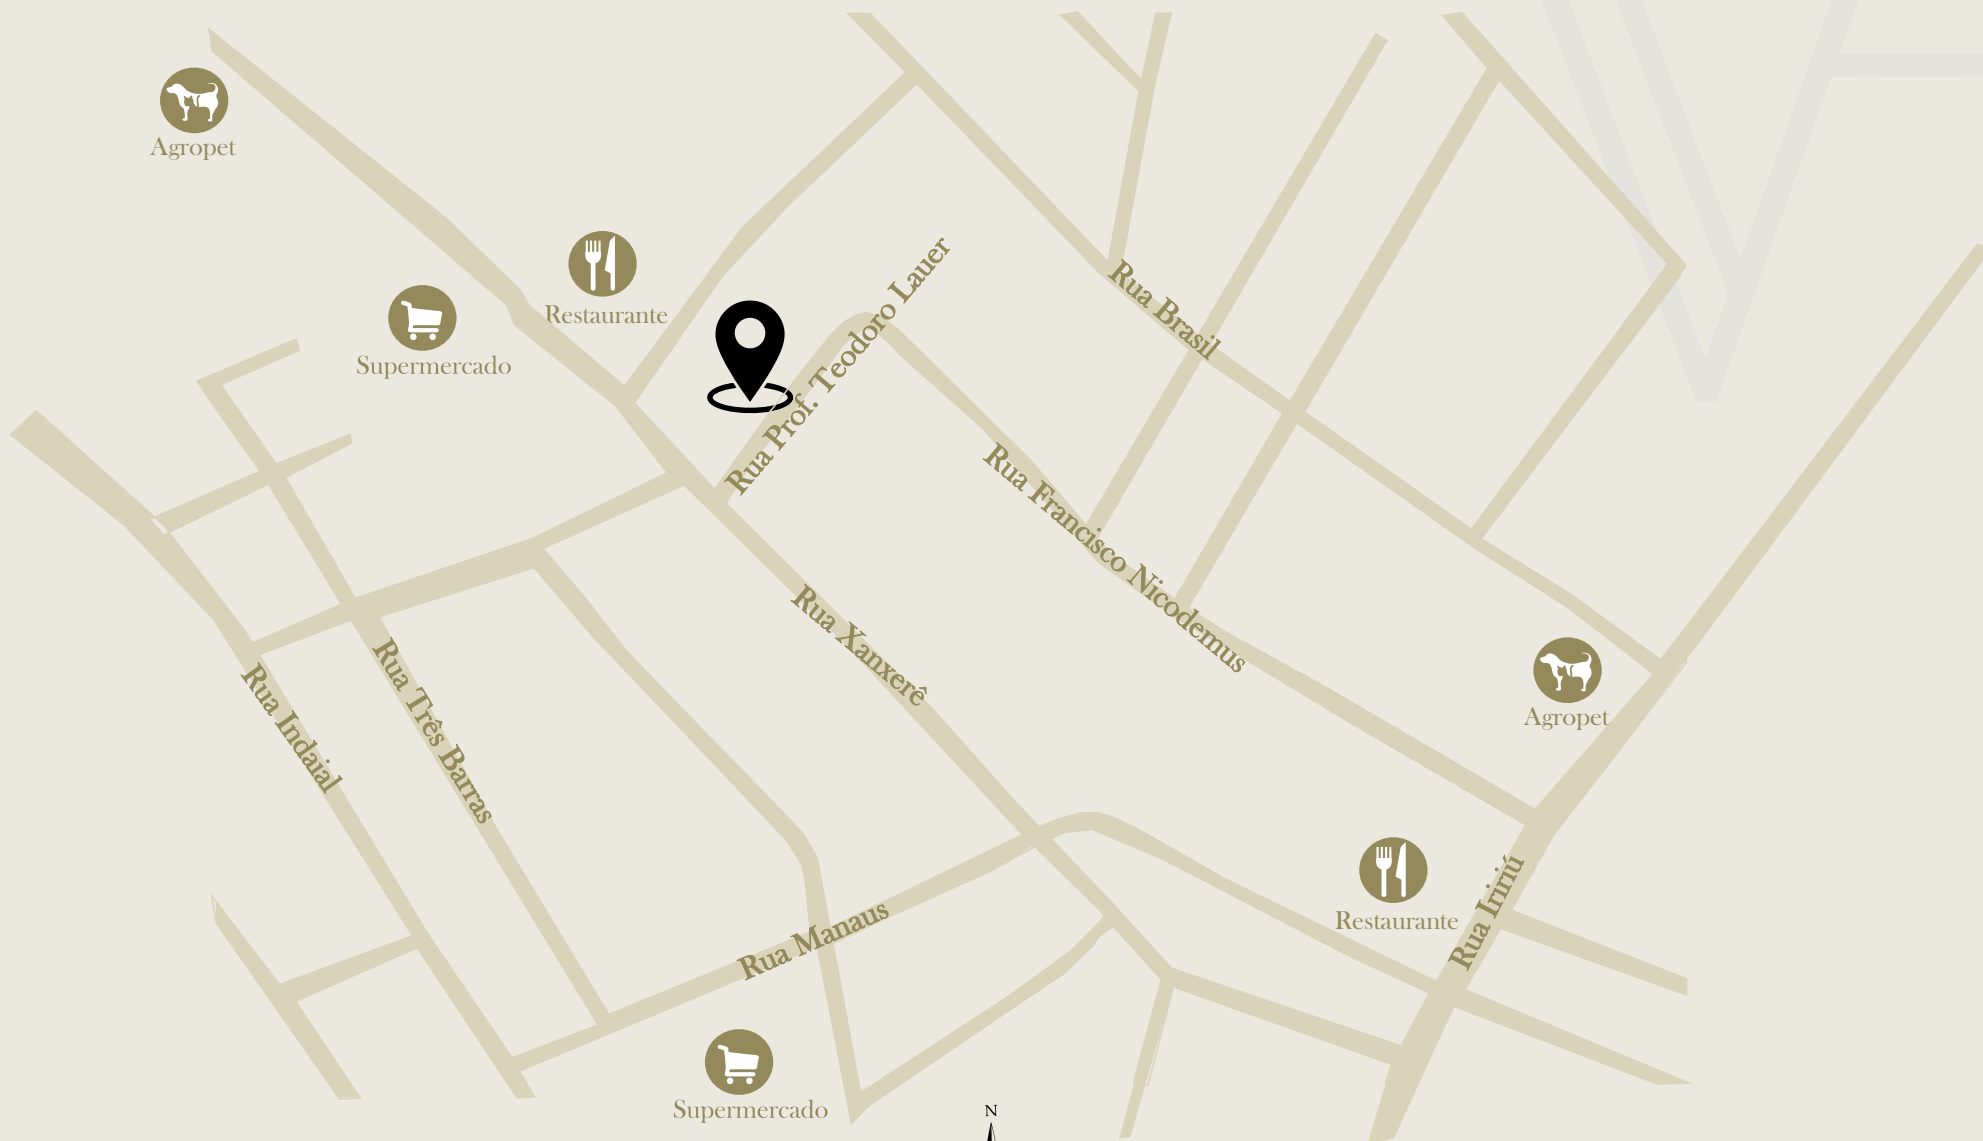 Agropet
Restaurante
Supermercado
Rua Prof. Teodoro Lauer
Rua Brasil
Rua Francisco Nicodemus
Rua Xanxerê
Rua Três Barras
Rua Indaial
Agropet
Restaurante
Rua Iririú
Rua Manaus
Supermercado
N